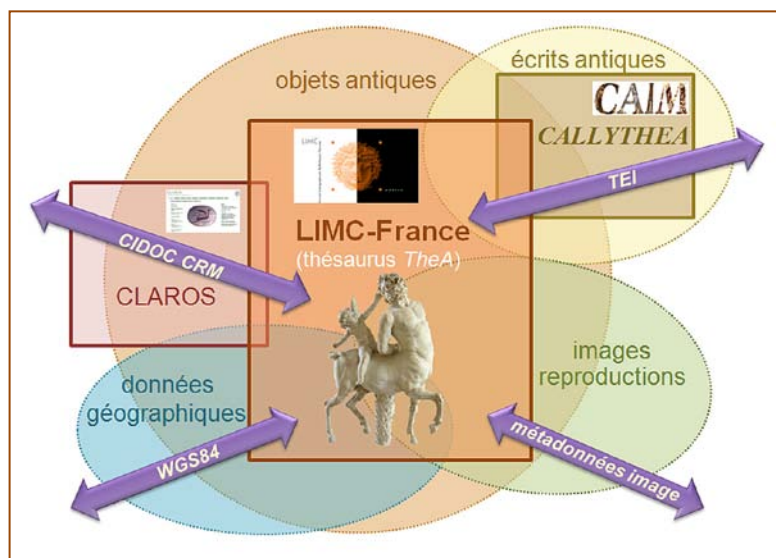 objets antiques
écrits antiques
CAIM
CALLYTHEA
TEI
LIMC
LIMC-France
(thésaurus TheA)
CIDOC CRM
CLAROS
données
géographiques
images
reproductions
WGS84
métadonnées image